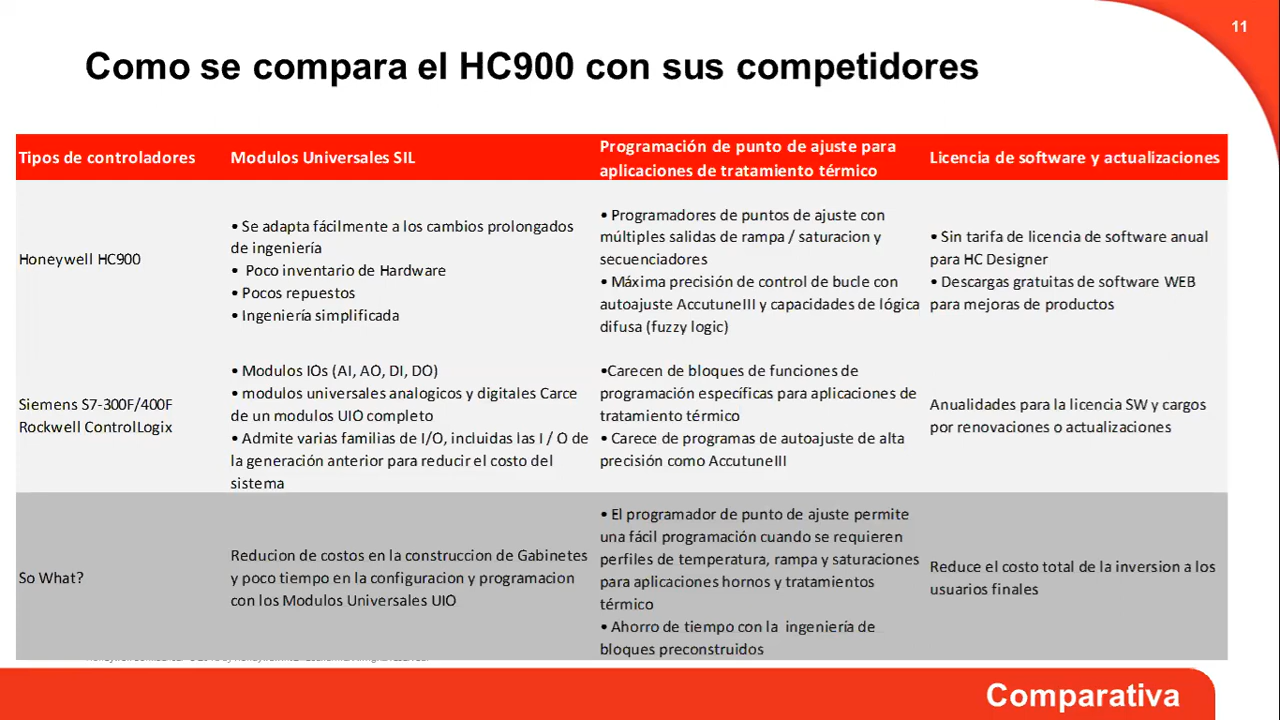 11
Como se compara el HC900 con sus competidores
Tipos de controladores
Modulos Universales SIL
Programación de punto de ajuste para
aplicaciones de tratamiento térmico
Licencia de software y actualizaciones
Honeywell HC900
• Se adapta fácilmente a los cambios prolongados
de ingeniería
• Poco inventario de Hardware
• Pocos repuestos
• Ingeniería simplificada
• Programadores de puntos de ajuste con
múltiples salidas de rampa / saturacion y
secuenciadores
• Máxima precisión de control de bucle con
autoajuste AccutuneIII y capacidades de lógica
difusa (fuzzy logic)
• Sin tarifa de licencia de software anual
para HC Designer
• Descargas gratuitas de software WEB
para mejoras de productos
Siemens S7-300F/400F
Rockwell ControlLogix
• Modulos IOs (AI, AO, DI, DO)
• modulos universales analogicos y digitales Carce
de un modulos UIO completo
• Admite varias familias de I/O, incluidas las I / O de
la generación anterior para reducir el costo del
sistema
•Carecen de bloques de funciones de
programación específicas para aplicaciones de
tratamiento térmico
• Carece de programas de autoajuste de alta
precisión como AccutuneIII
Anualidades para la licencia SW y cargos
por renovaciones o actualizaciones
So What?
Reducion de costos en la construccion de Gabinetes
y poco tiempo en la configuracion y programacion
con los Modulos Universales UIO
• El programador de punto de ajuste permite
una fácil programación cuando se requieren
perfiles de temperatura, rampa y saturaciones
para aplicaciones hornos y tratamientos
térmico
• Ahorro de tiempo con la ingeniería de
bloques preconstruidos
Reduce el costo total de la inversion a los
usuarios finales
Comparativa